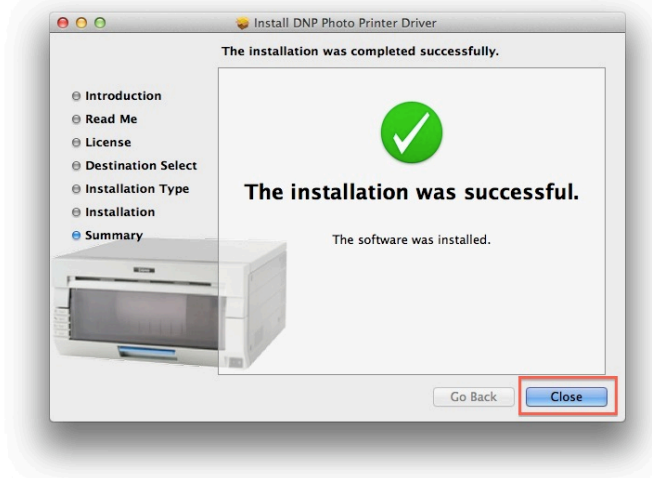 Install DNP Photo Printer Driver
The installation was completed successfully.
Introduction
Read Me
License
Destination Select
Installation Type
Installation
Summary
The installation was successful.
The software was installed.
Go Back
Close